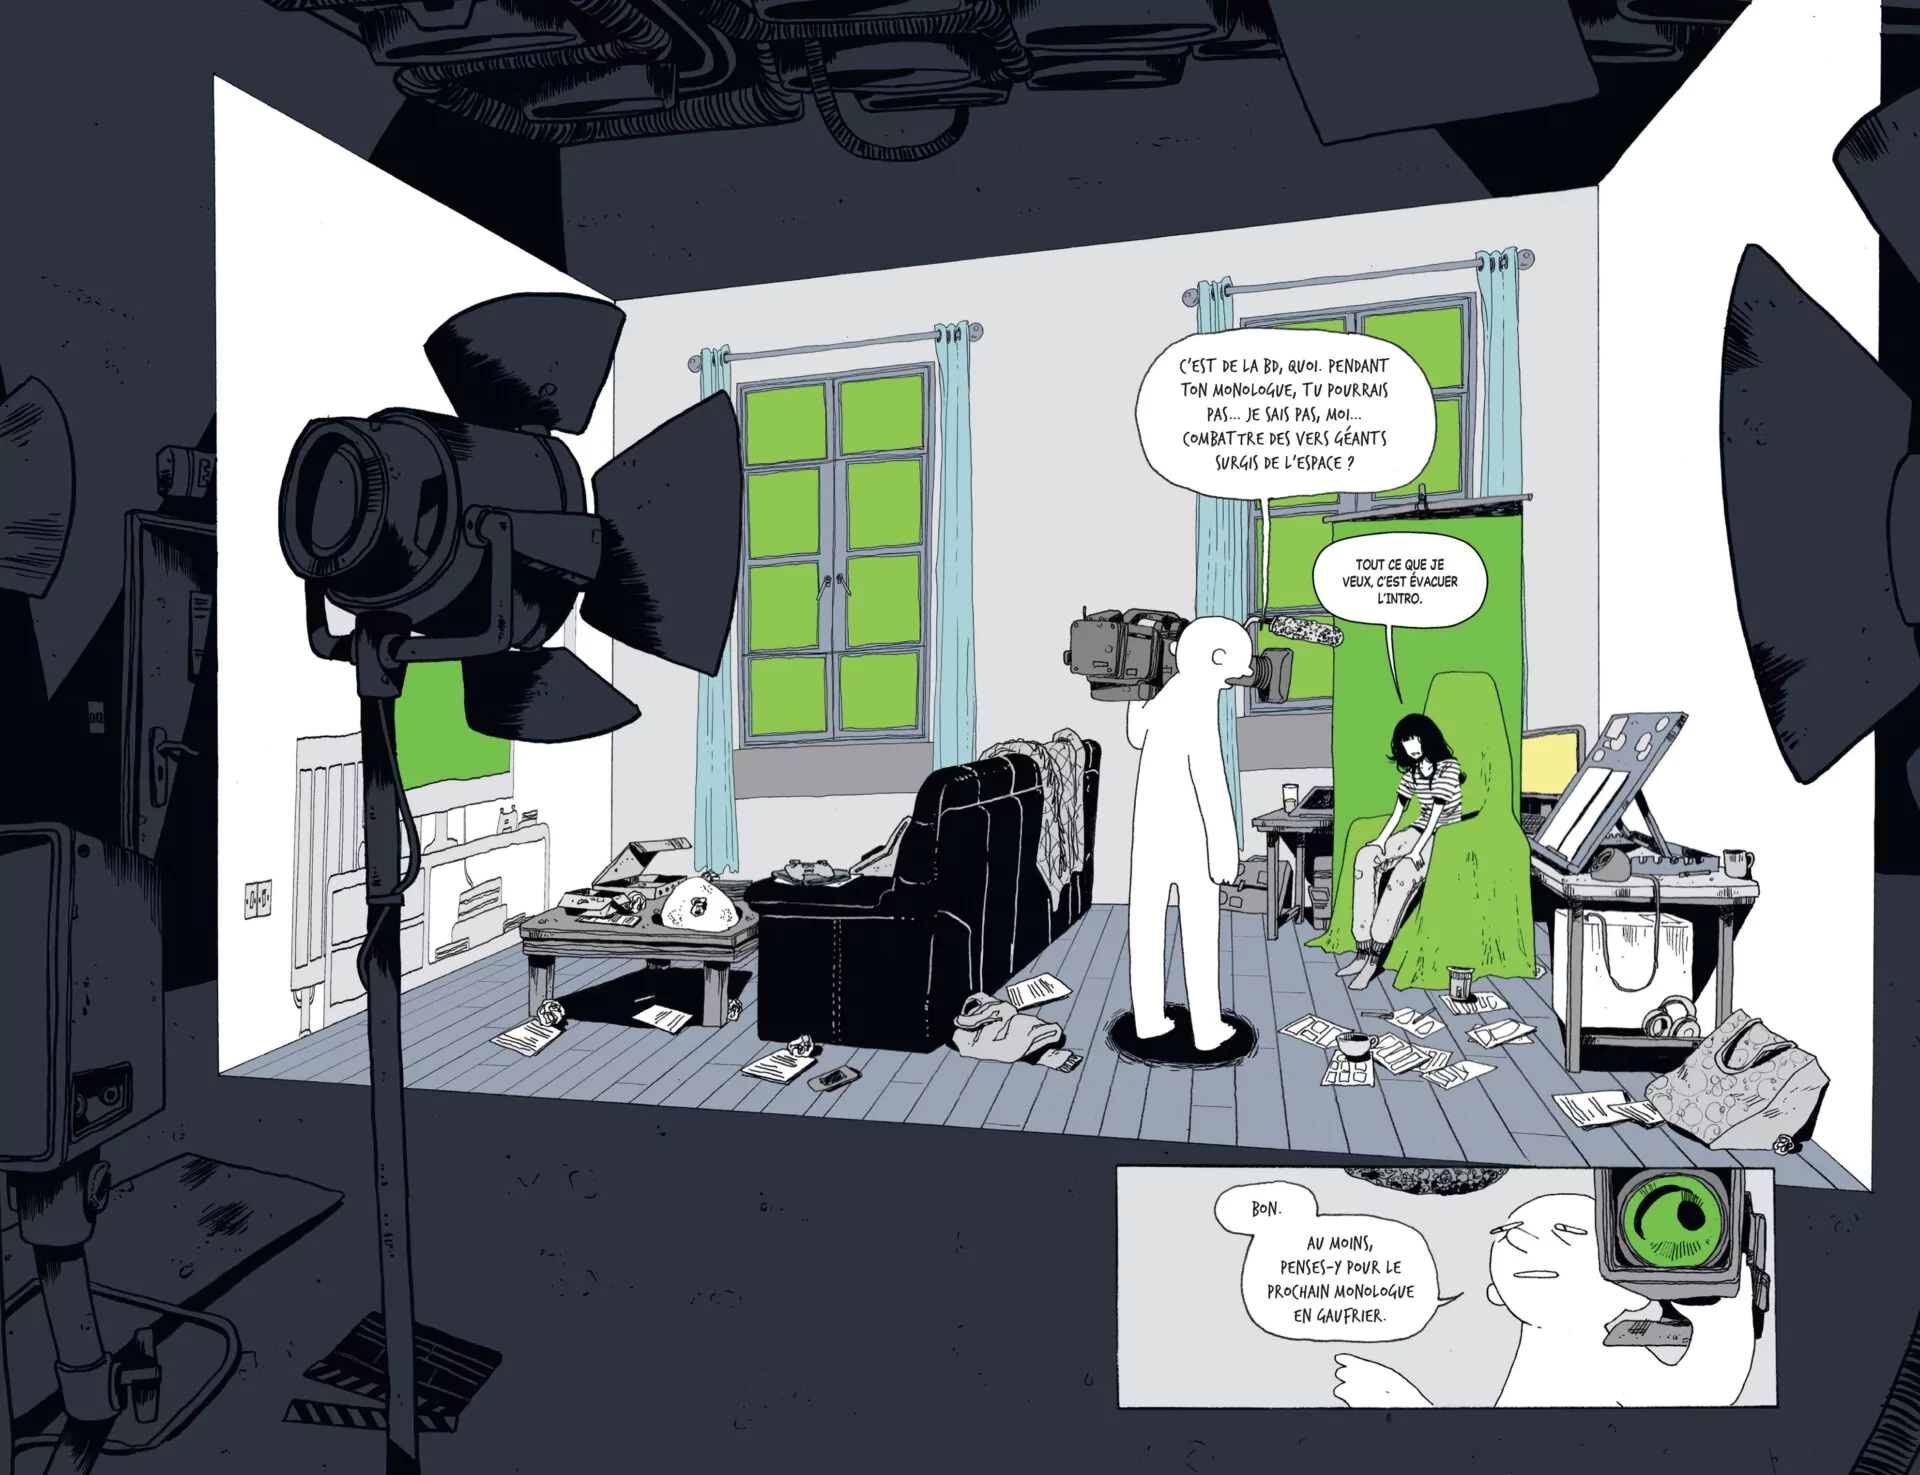 C'EST DE LA BD, QUOI. PENDANT
TON MONOLOGUE, TU POURRAIS
PAS... JE SAIS PAS, MOI...
COMBATTRE DES VERS GÉANTS
SURGIS DE L'ESPACE ?
TOUT CE QUE JE
VEUX, C'EST ÉVACUER
L'INTRO.
BON.
AU MOINS,
PENSES-Y POUR LE
PROCHAIN MONOLOGUE
EN GAUFRIER.